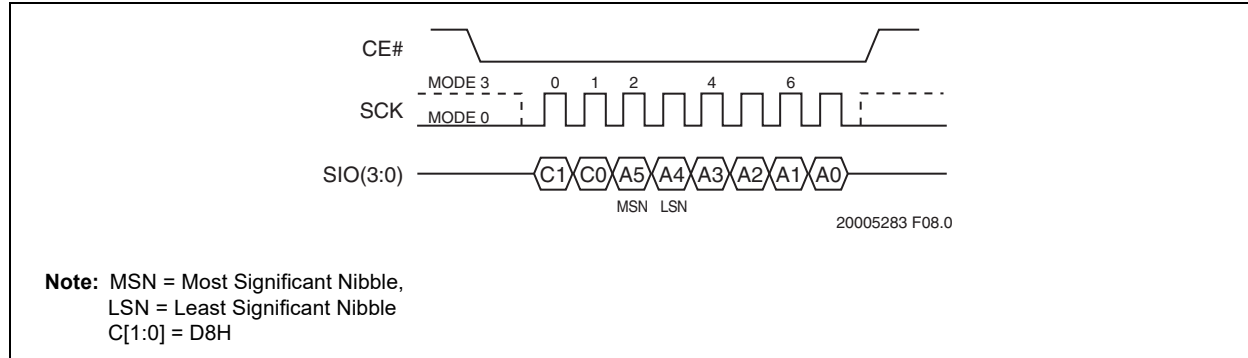 CE#
MODE 3
0 1 2 4 6
SCK
MODE 0
SIO(3:0)
C1 C0 A5 A4 A3 A2 A1 A0
MSN LSN
20005283 F08.0
Note: MSN = Most Significant Nibble,
LSN = Least Significant Nibble
C[1:0] = D8H